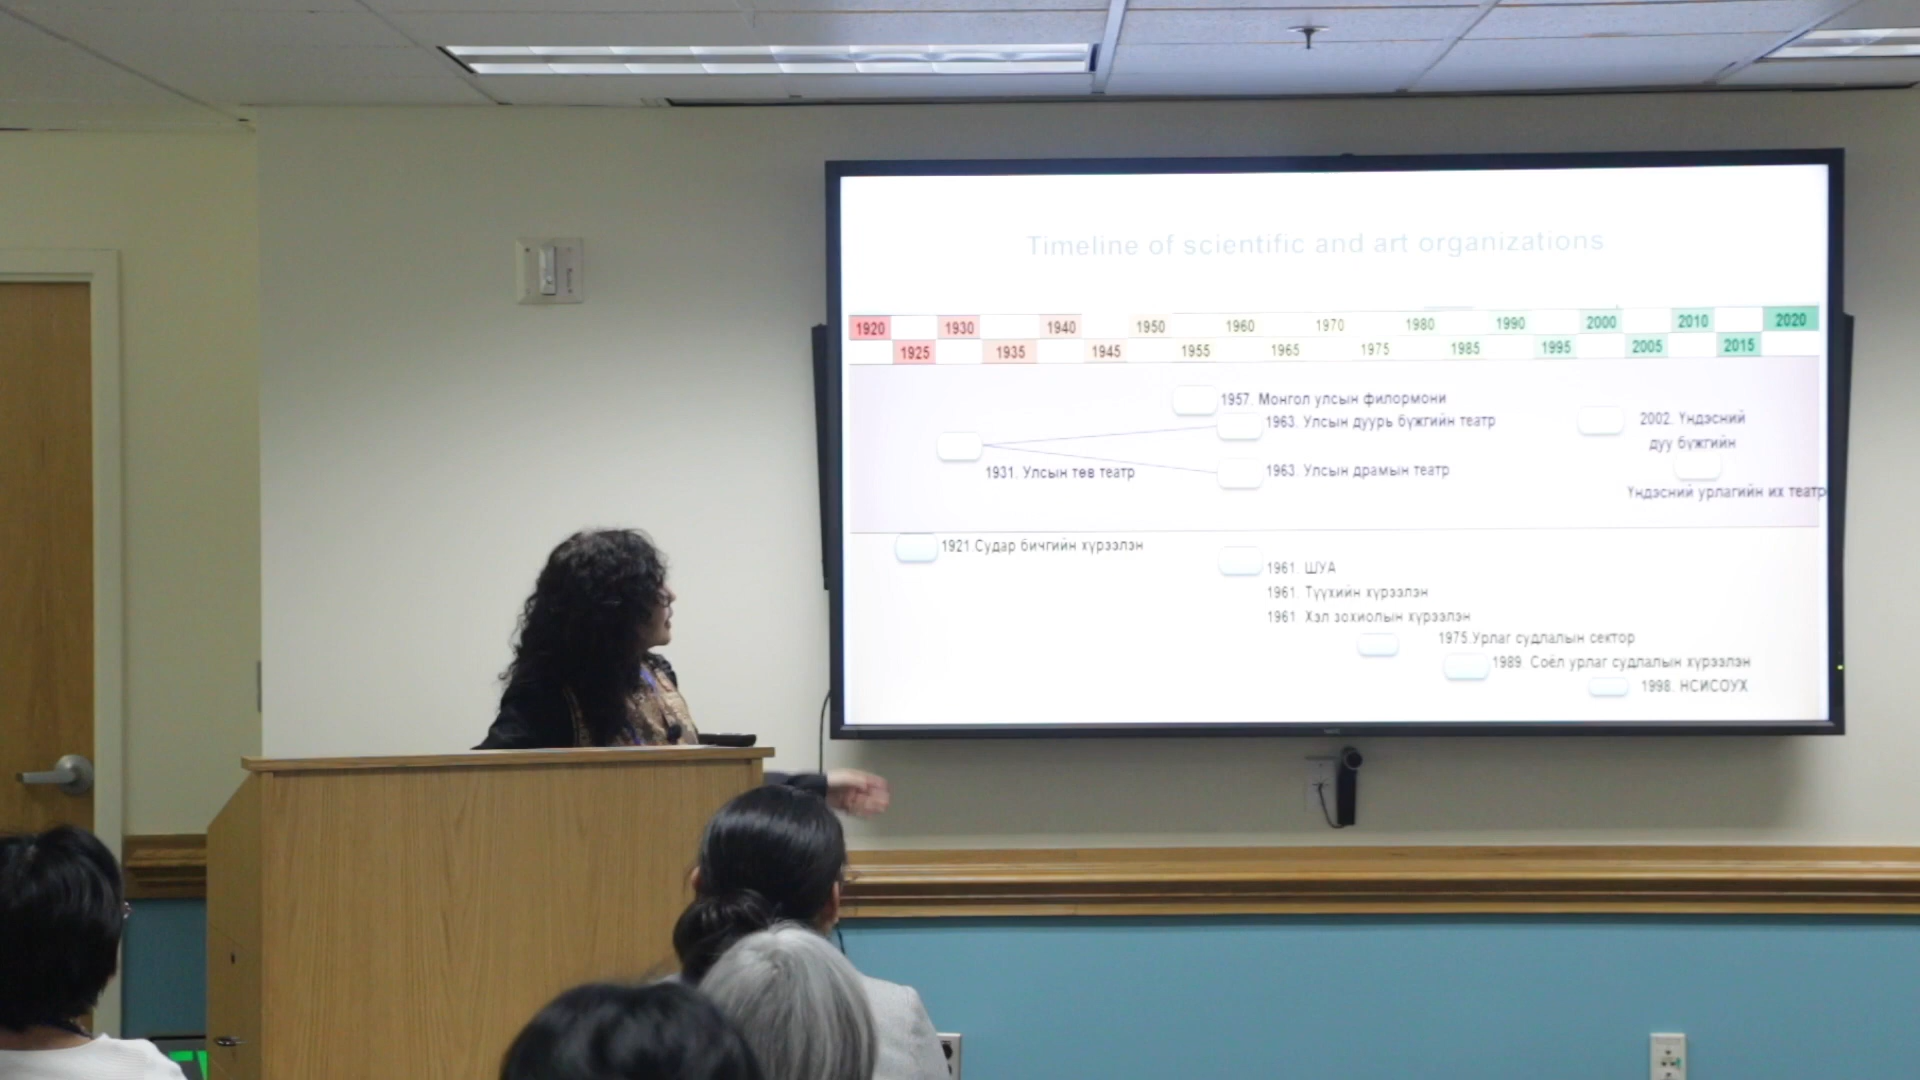 Timeline of scientific and art organizations
1920 1930 1940 1950 1960 1970 1980 1990 2000 2010 2020
1925 1935 1945 1955 1965 1975 1985 1995 2005 2015
1957. Монгол улсын филормони
1963. Улсын дуурь бүжгийн театр
2002. Үндэсний
дуу бүжгийн
1931. Улсын төв театр
1963. Улсын драмын театр
Үндэсний урлагийн их театр
1921 Судар бичгийн хүрээлэн
1961. ШУА
1961. Түүхийн хүрээлэн
1961. Хэл зохиолын хүрээлэн
1975.Урлаг судлалын сектор
1989. Соёл урлаг судлалын хүрээлэн
1998. НСИСОУХ